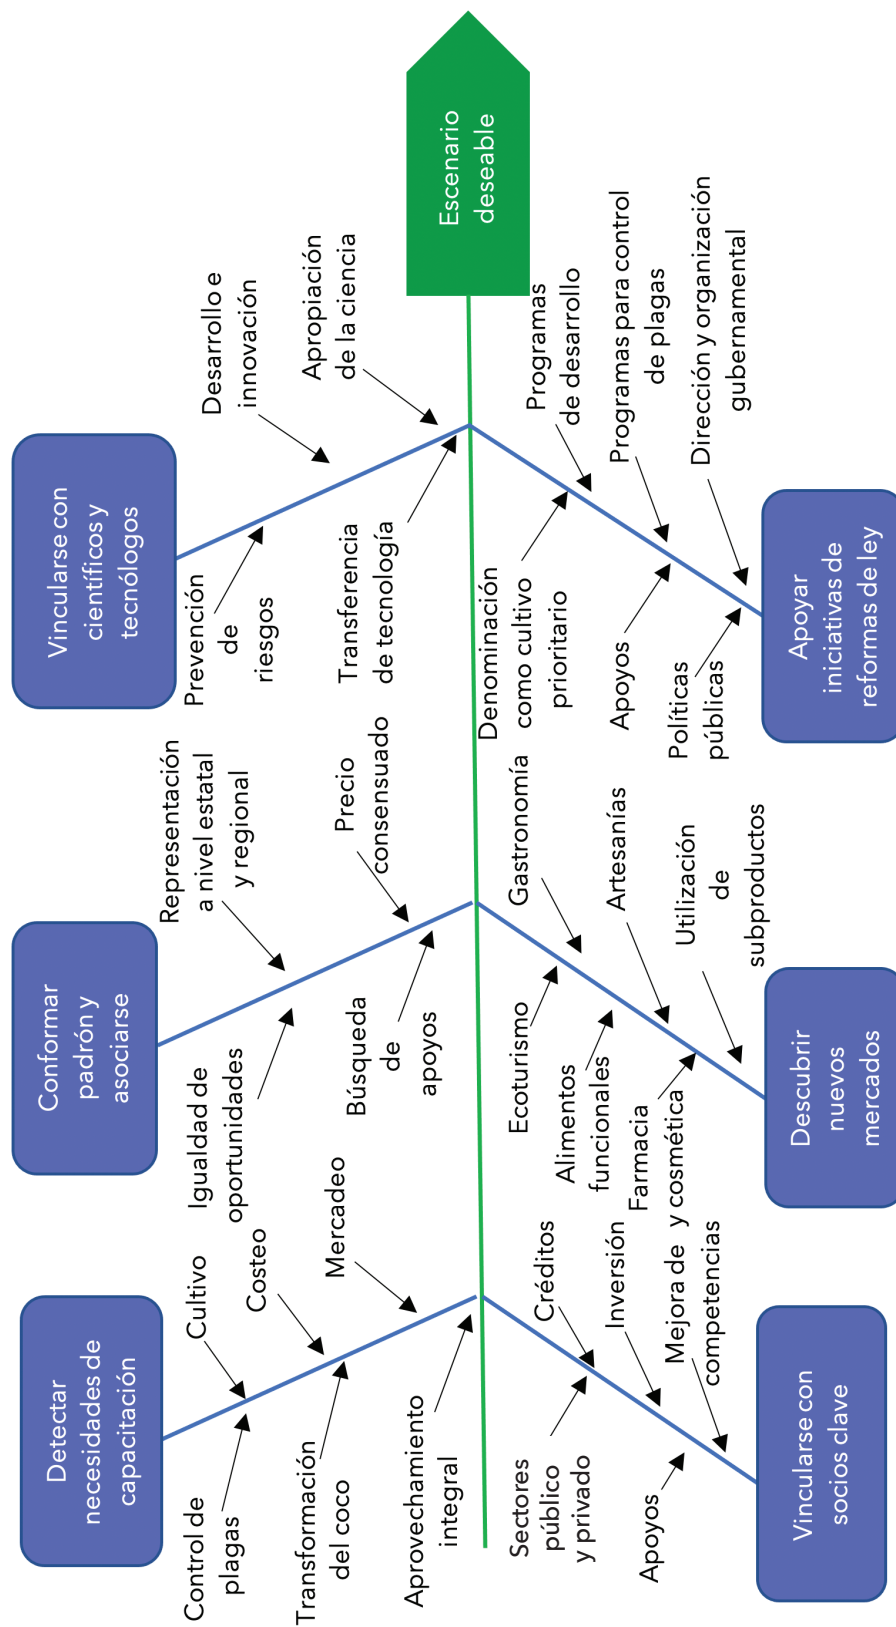 Detectar
necesidades de
capacitación
Control de
plagas
Cultivo
Transformación
del coco
Costeo
Aprovechamiento
integral
Mercadeo
Conformar
padrón y
asociarse
Igualdad de
oportunidades
Representación
a nivel estatal
y regional
Búsqueda
de
apoyos
Precio
consensuado
Vincularse con
científicos y
tecnólogos
Prevención
de
riesgos
Desarrollo e
innovación
Transferencia
de tecnología
Apropiación
de la ciencia
Escenario
deseable
Sectores
público
y privado
Créditos
Apoyos
Inversión
Mejora de
competencias
Vincularse con
socios clave
Ecoturismo
Gastronomía
Alimentos
funcionales
Artesanías
Farmacia
y cosmética
Utilización
de
subproductos
Descubrir
nuevos
mercados
Denominación
como cultivo
prioritario
Programas
de desarrollo
Apoyos
Programas para control
de plagas
Políticas
públicas
Dirección y organización
gubernamental
Apoyar
iniciativas de
reformas de ley